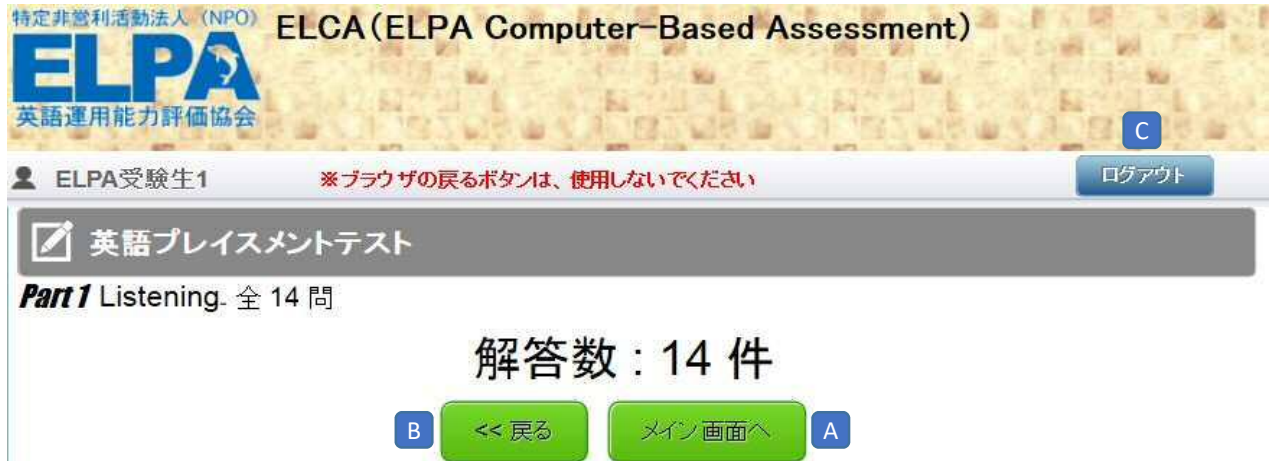 特定非営利活動法人（NPO）
ELPA
英語運用能力評価協会
ELCA（ELPA Computer-Based Assessment）
C
ELPA受験生1
※ブラウザの戻るボタンは、使用しないでください
ログアウト
英語プレイスメントテスト
Part 1 Listening- 全 14 問
解答数 : 14 件
B
<< 戻る
メイン画面へ
A